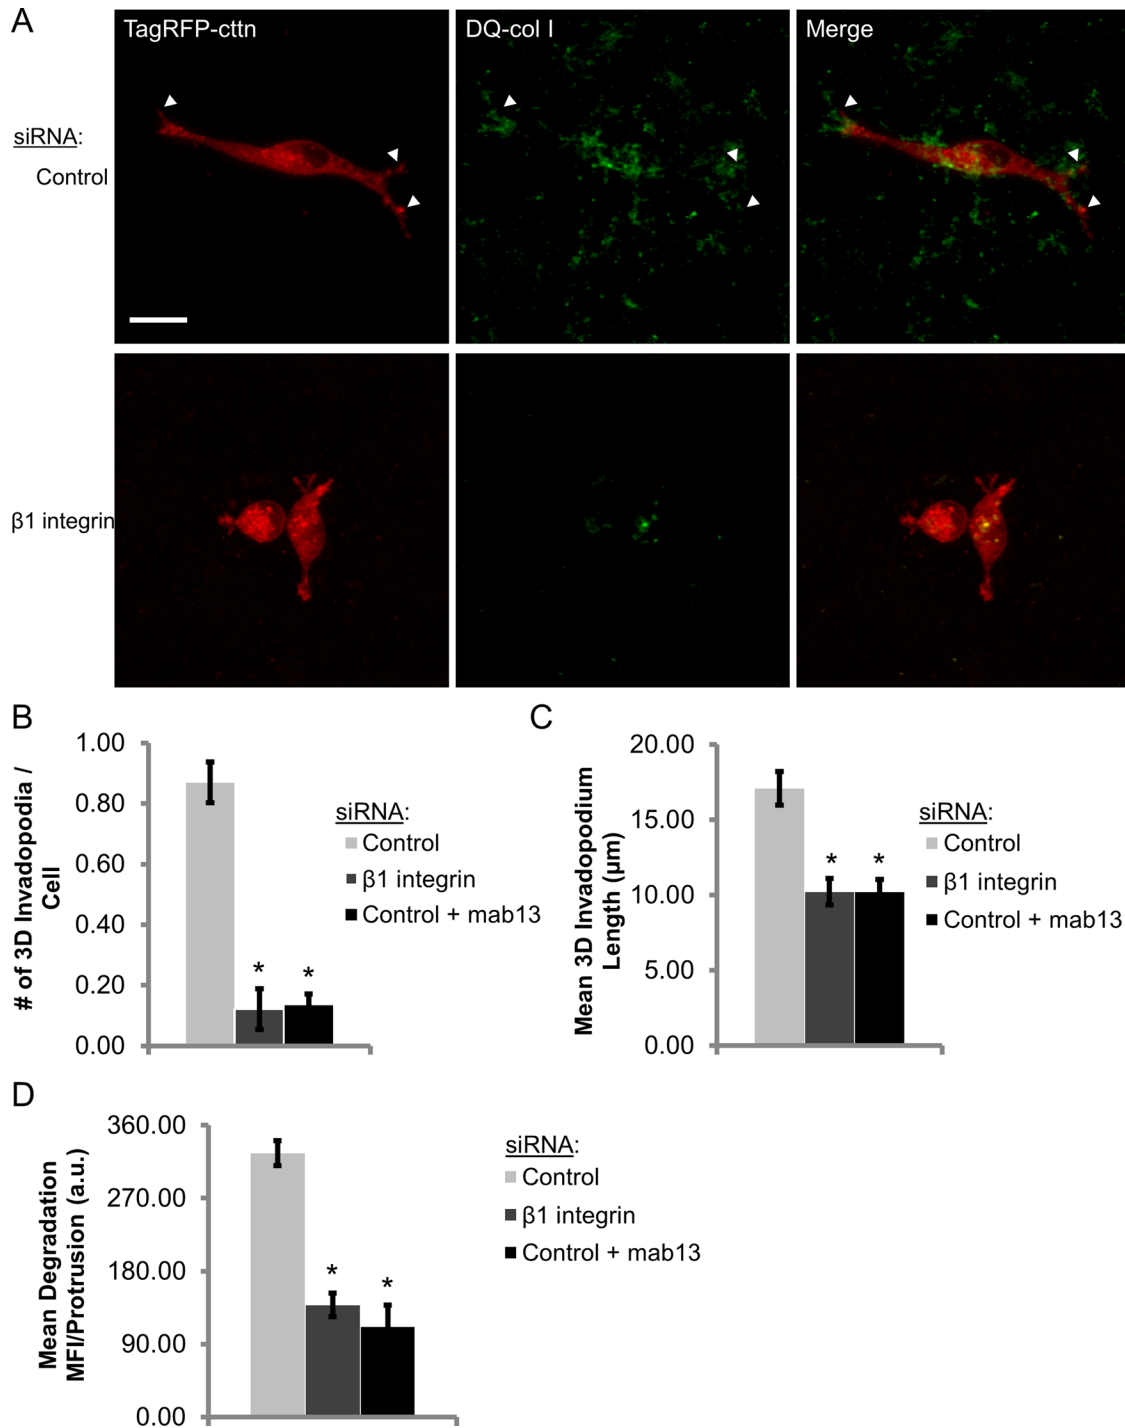 A
TagRFP-cttn
DQ-col I
Merge
siRNA:
Control
β1 integrin
B
# of 3D Invadopodia /
Cell
1.00
0.80
0.60
0.40
0.20
0.00
*
*
siRNA:
Control
β1 integrin
Control + mab13
C
Mean 3D Invadopodium
Length (µm)
20.00
15.00
10.00
5.00
0.00
*
*
siRNA:
Control
β1 integrin
Control + mab13
D
Mean Degradation
MFI/Protrusion (a.u.)
360.00
270.00
180.00
90.00
0.00
*
*
siRNA:
Control
β1 integrin
Control + mab13